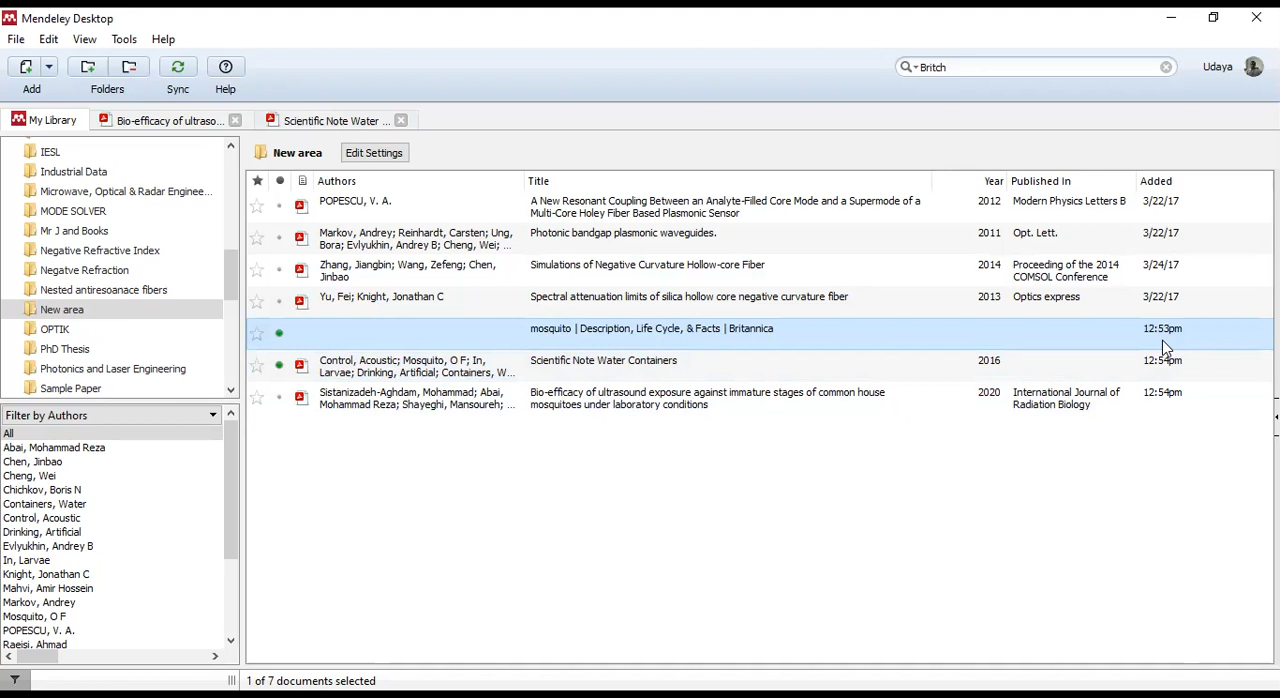 Mendeley Desktop
File Edit View Tools Help
Britch
Udaya
Add Folders Sync Help
My Library Bio-efficacy of ultraso... Scientific Note Water ...
IESL
Industrial Data
Microwave, Optical & Radar Enginee...
MODE SOLVER
Mr J and Books
Negative Refractive Index
Negatve Refraction
Nested antiresoanace fibers
New area
OPTIK
PhD Thesis
Photonics and Laser Engineering
Sample Paper
Filter by Authors
All
Abai, Mohammad Reza
Chen, Jinbao
Cheng, Wei
Chichkov, Boris N
Containers, Water
Control, Acoustic
Drinking, Artificial
Evlyukhin, Andrey B
In, Larvae
Knight, Jonathan C
Mahvi, Amir Hossein
Markov, Andrey
Mosquito, O F
POPESCU, V. A.
Raeisi, Ahmad
New area Edit Settings
Authors Title Year Published In Added
POPESCU, V. A. A New Resonant Coupling Between an Analyte-Filled Core Mode and a Supermode of a 2012 Modern Physics Letters B 3/22/17
Multi-Core Holey Fiber Based Plasmonic Sensor
Markov, Andrey; Reinhardt, Carsten; Ung, Photonic bandgap plasmonic waveguides. 2011 Opt. Lett. 3/22/17
Bora; Evlyukhin, Andrey B; Cheng, Wei; ...
Zhang, Jiangbin; Wang, Zefeng; Chen, Simulations of Negative Curvature Hollow-core Fiber 2014 Proceeding of the 2014 3/24/17
Jinbao COMSOL Conference
Yu, Fei; Knight, Jonathan C Spectral attenuation limits of silica hollow core negative curvature fiber 2013 Optics express 3/22/17
mosquito | Description, Life Cycle, & Facts | Britannica 12:53pm
Control, Acoustic; Mosquito, O F; In, Scientific Note Water Containers 2016 12:54pm
Larvae; Drinking, Artificial; Containers, W...
Sistanizadeh-Aghdam, Mohammad; Abai, Bio-efficacy of ultrasound exposure against immature stages of common house 2020 International Journal of 12:54pm
Mohammad Reza; Shayeghi, Mansoureh; ... mosquitoes under laboratory conditions Radiation Biology
1 of 7 documents selected